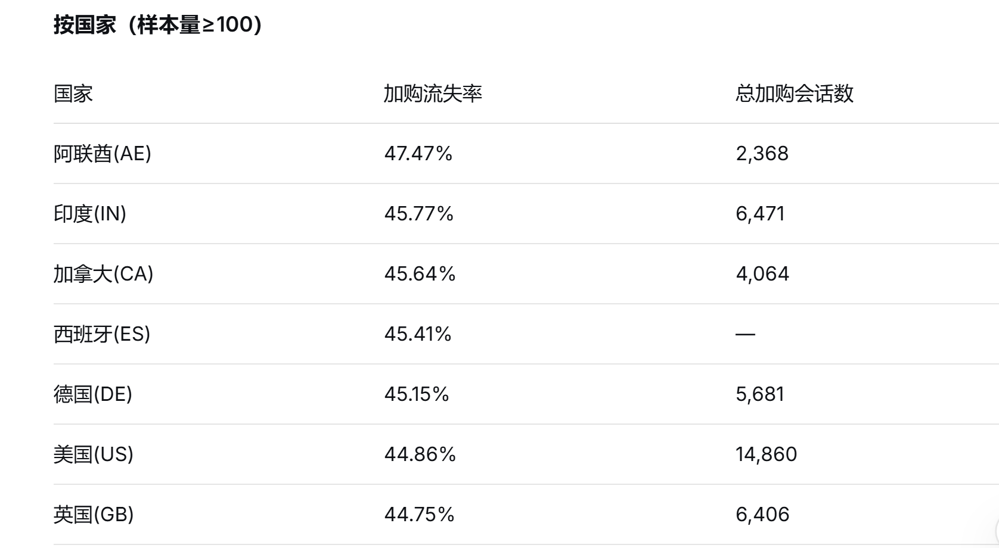 按国家（样本量≥100）
国家 加购流失率 总加购会话数
阿联酋(AE) 47.47% 2,368
印度(IN) 45.77% 6,471
加拿大(CA) 45.64% 4,064
西班牙(ES) 45.41% —
德国(DE) 45.15% 5,681
美国(US) 44.86% 14,860
英国(GB) 44.75% 6,406